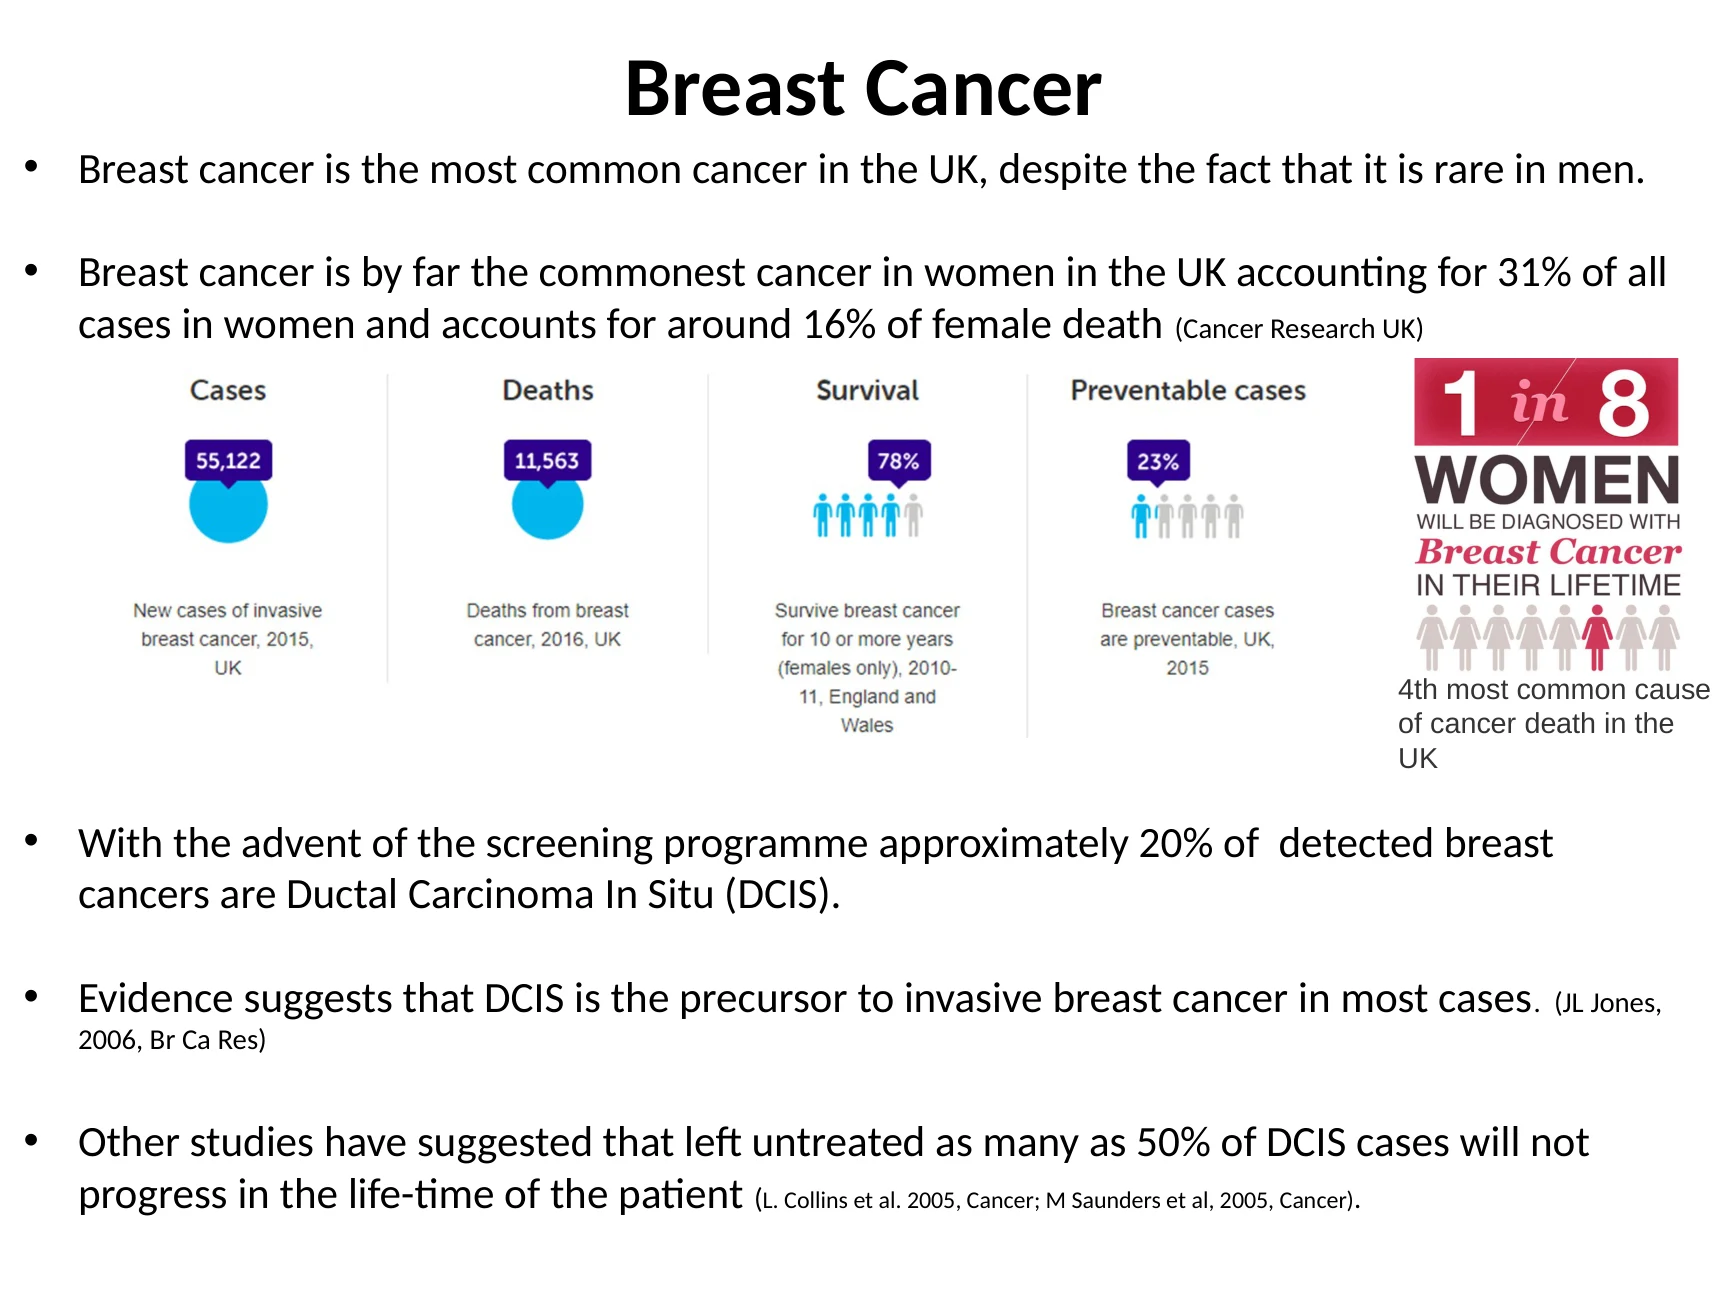 Breast Cancer
• Breast cancer is the most common cancer in the UK, despite the fact that it is rare in men.
• Breast cancer is by far the commonest cancer in women in the UK accounting for 31% of all
cases in women and accounts for around 16% of female death (Cancer Research UK)
Cases
55,122
New cases of invasive
breast cancer, 2015,
UK
Deaths
11,563
Deaths from breast
cancer, 2016, UK
Survival
78%
Survive breast cancer
for 10 or more years
(females only), 2010-
11, England and
Wales
Preventable cases
23%
Breast cancer cases
are preventable, UK,
2015
1 in 8
WOMEN
WILL BE DIAGNOSED WITH
Breast Cancer
IN THEIR LIFETIME
4th most common cause
of cancer death in the
UK
• With the advent of the screening programme approximately 20% of  detected breast
cancers are Ductal Carcinoma In Situ (DCIS).
• Evidence suggests that DCIS is the precursor to invasive breast cancer in most cases. (JL Jones,
2006, Br Ca Res)
• Other studies have suggested that left untreated as many as 50% of DCIS cases will not
progress in the life-time of the patient (L. Collins et al. 2005, Cancer; M Saunders et al, 2005, Cancer).